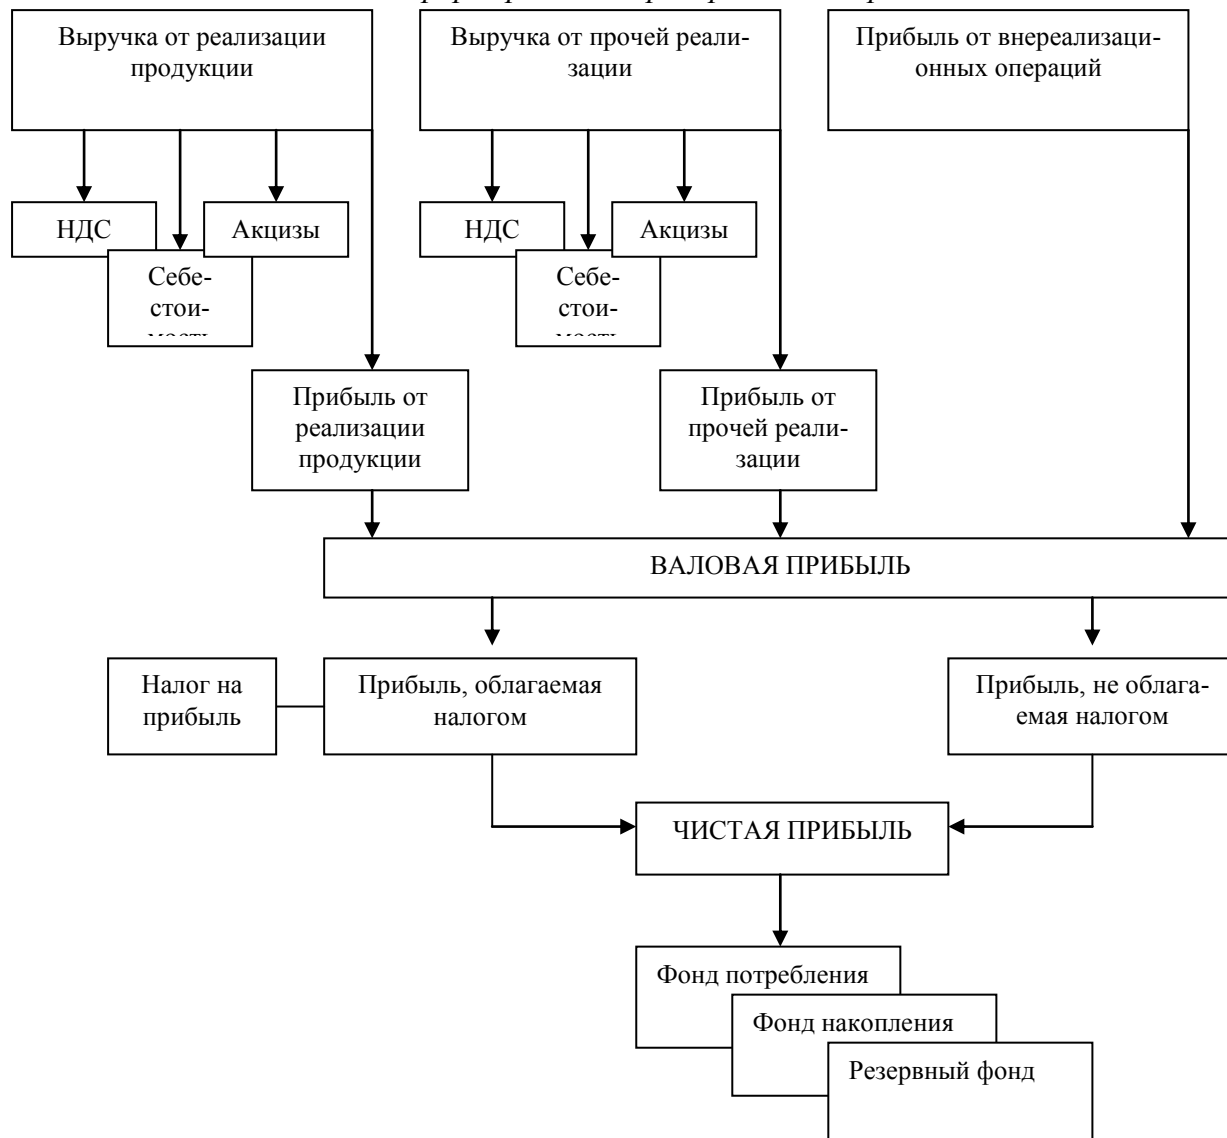 Выручка от реализации
продукции
Выручка от прочей реали-
зации
Прибыль от внереализаци-
онных операций
НДС
Акцизы
НДС
Акцизы
Себе-
стои-
мость
Себе-
стои-
мость
Прибыль от
реализации
продукции
Прибыль от
прочей реали-
зации
ВАЛОВАЯ ПРИБЫЛЬ
Налог на
прибыль
Прибыль, облагаемая
налогом
Прибыль, не облага-
емая налогом
ЧИСТАЯ ПРИБЫЛЬ
Фонд потребления
Фонд накопления
Резервный фонд